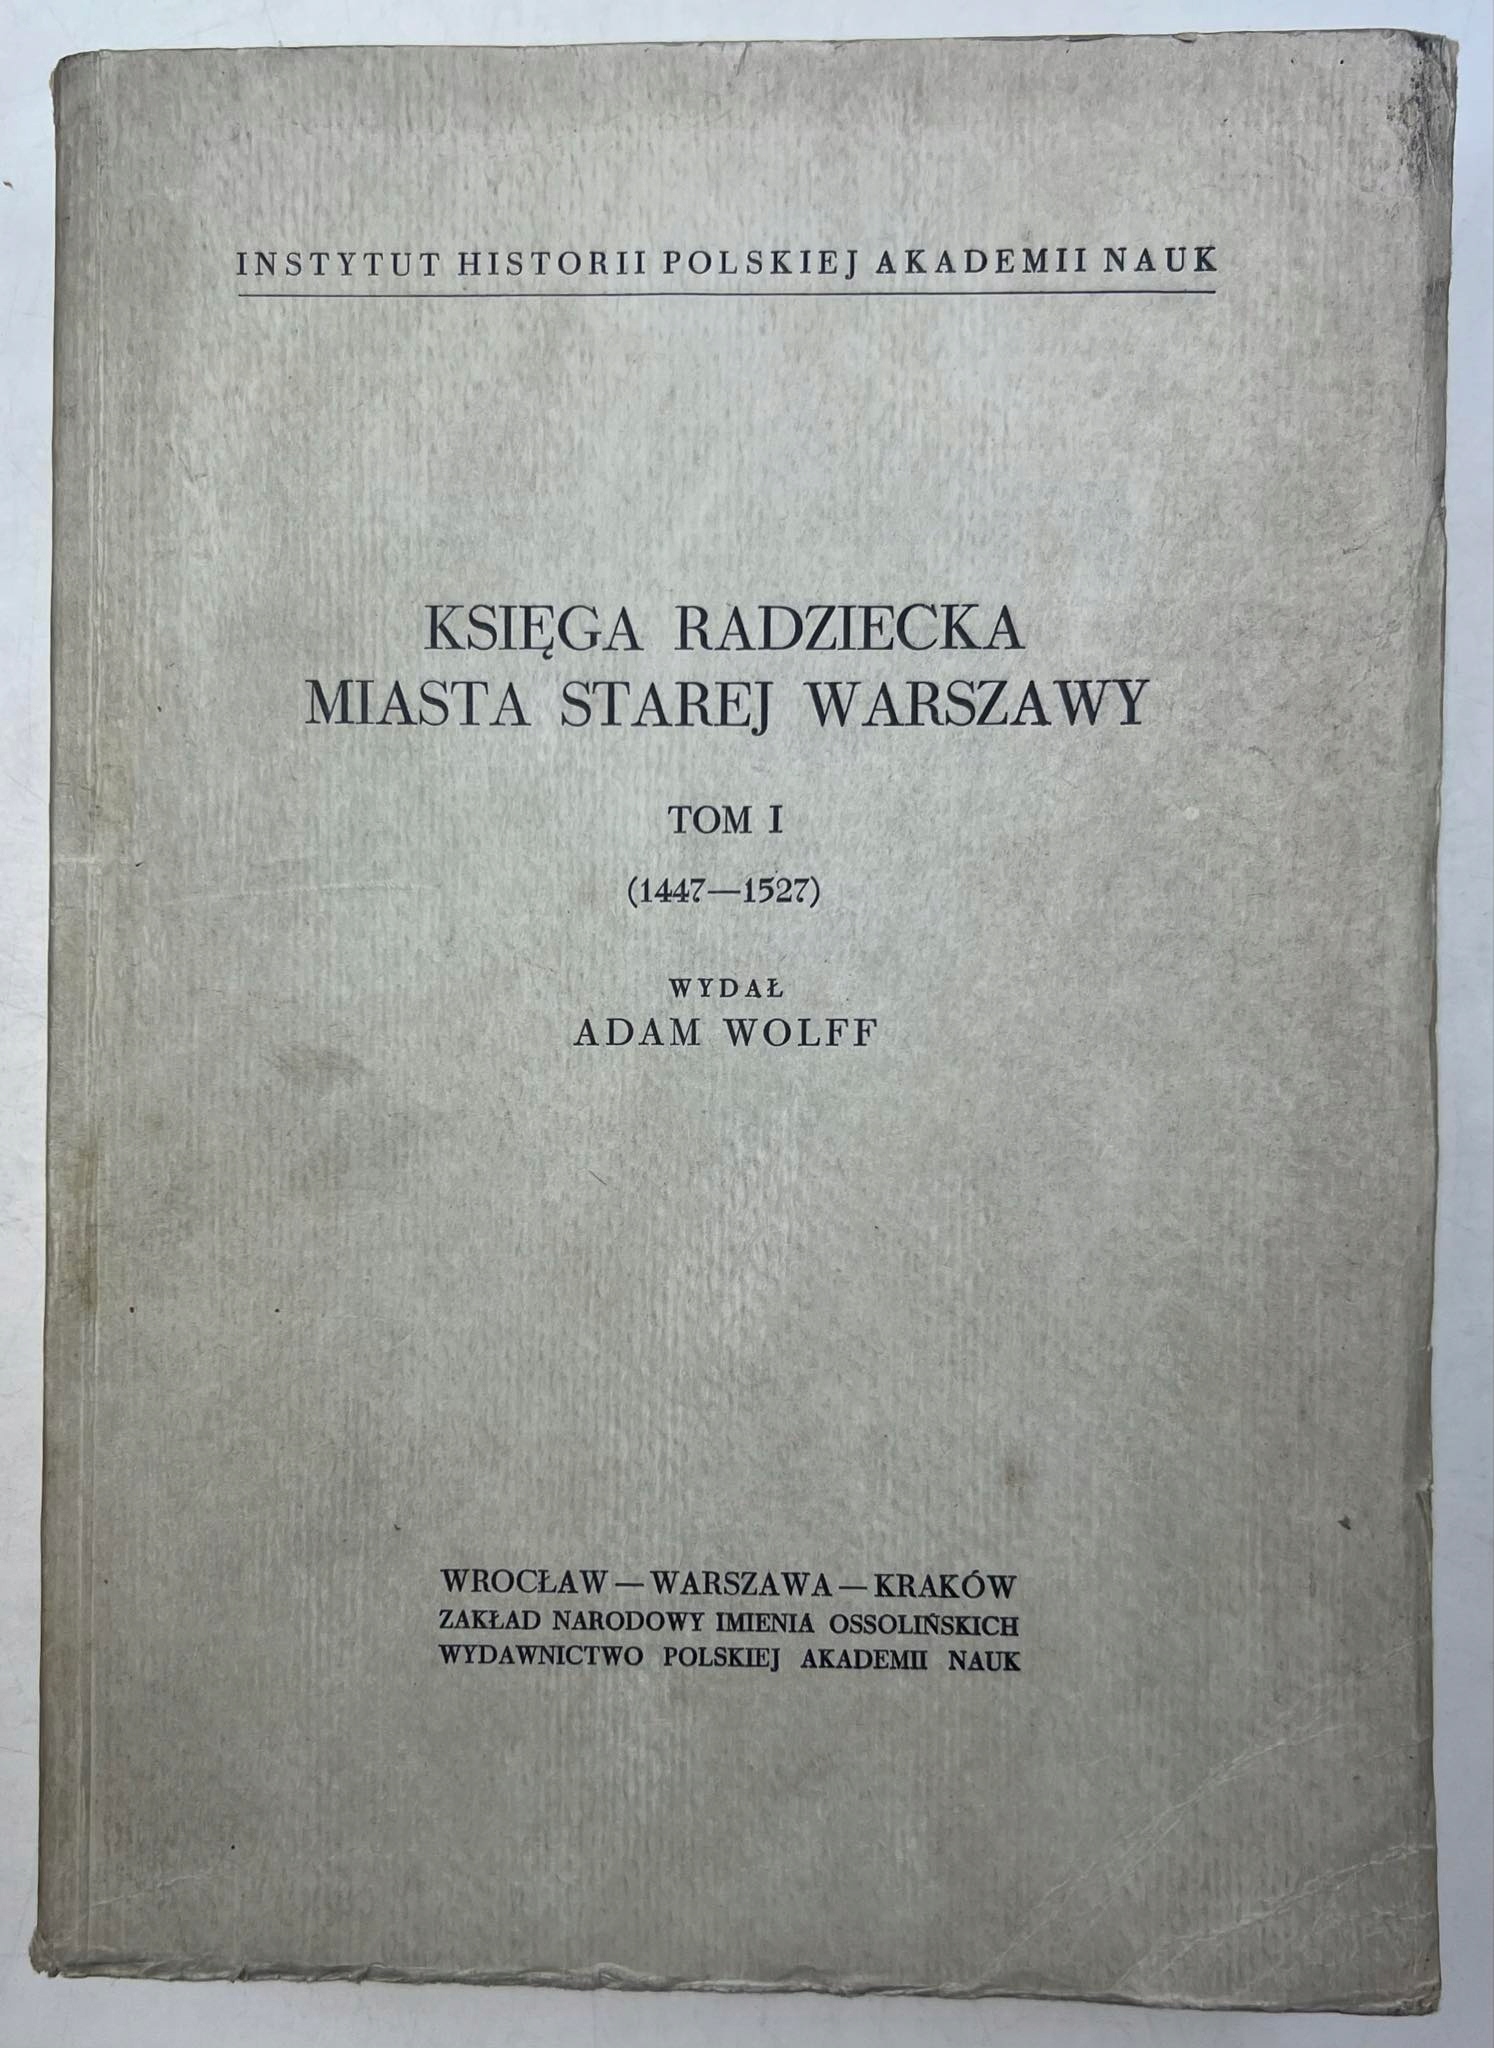 INSTYTUT HISTORII POLSKIEJ AKADEMII NAUK
KSIĘGA RADZIECKA
MIASTA STAREJ WARSZAWY
TOM I
(1447—1527)
WYDAŁ
ADAM WOLFF
WROCŁAW — WARSZAWA — KRAKÓW
ZAKŁAD NARODOWY IMIENIA OSSOLIŃSKICH
WYDAWNICTWO POLSKIEJ AKADEMII NAUK